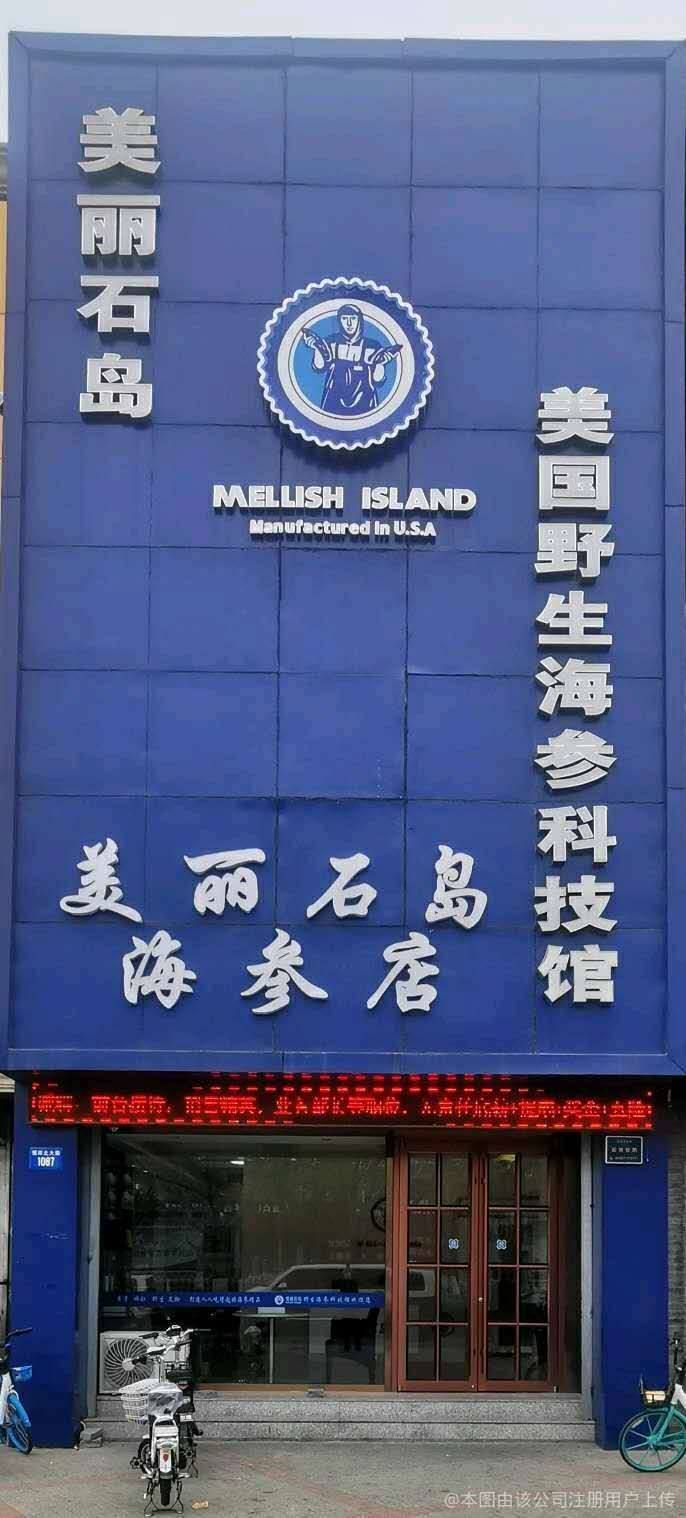 美丽石岛
MELLISH ISLAND
Manufactured In U.S.A
美国野生海参科技馆
美丽石岛
海参店
1087
@本图由该公司注册用户上传